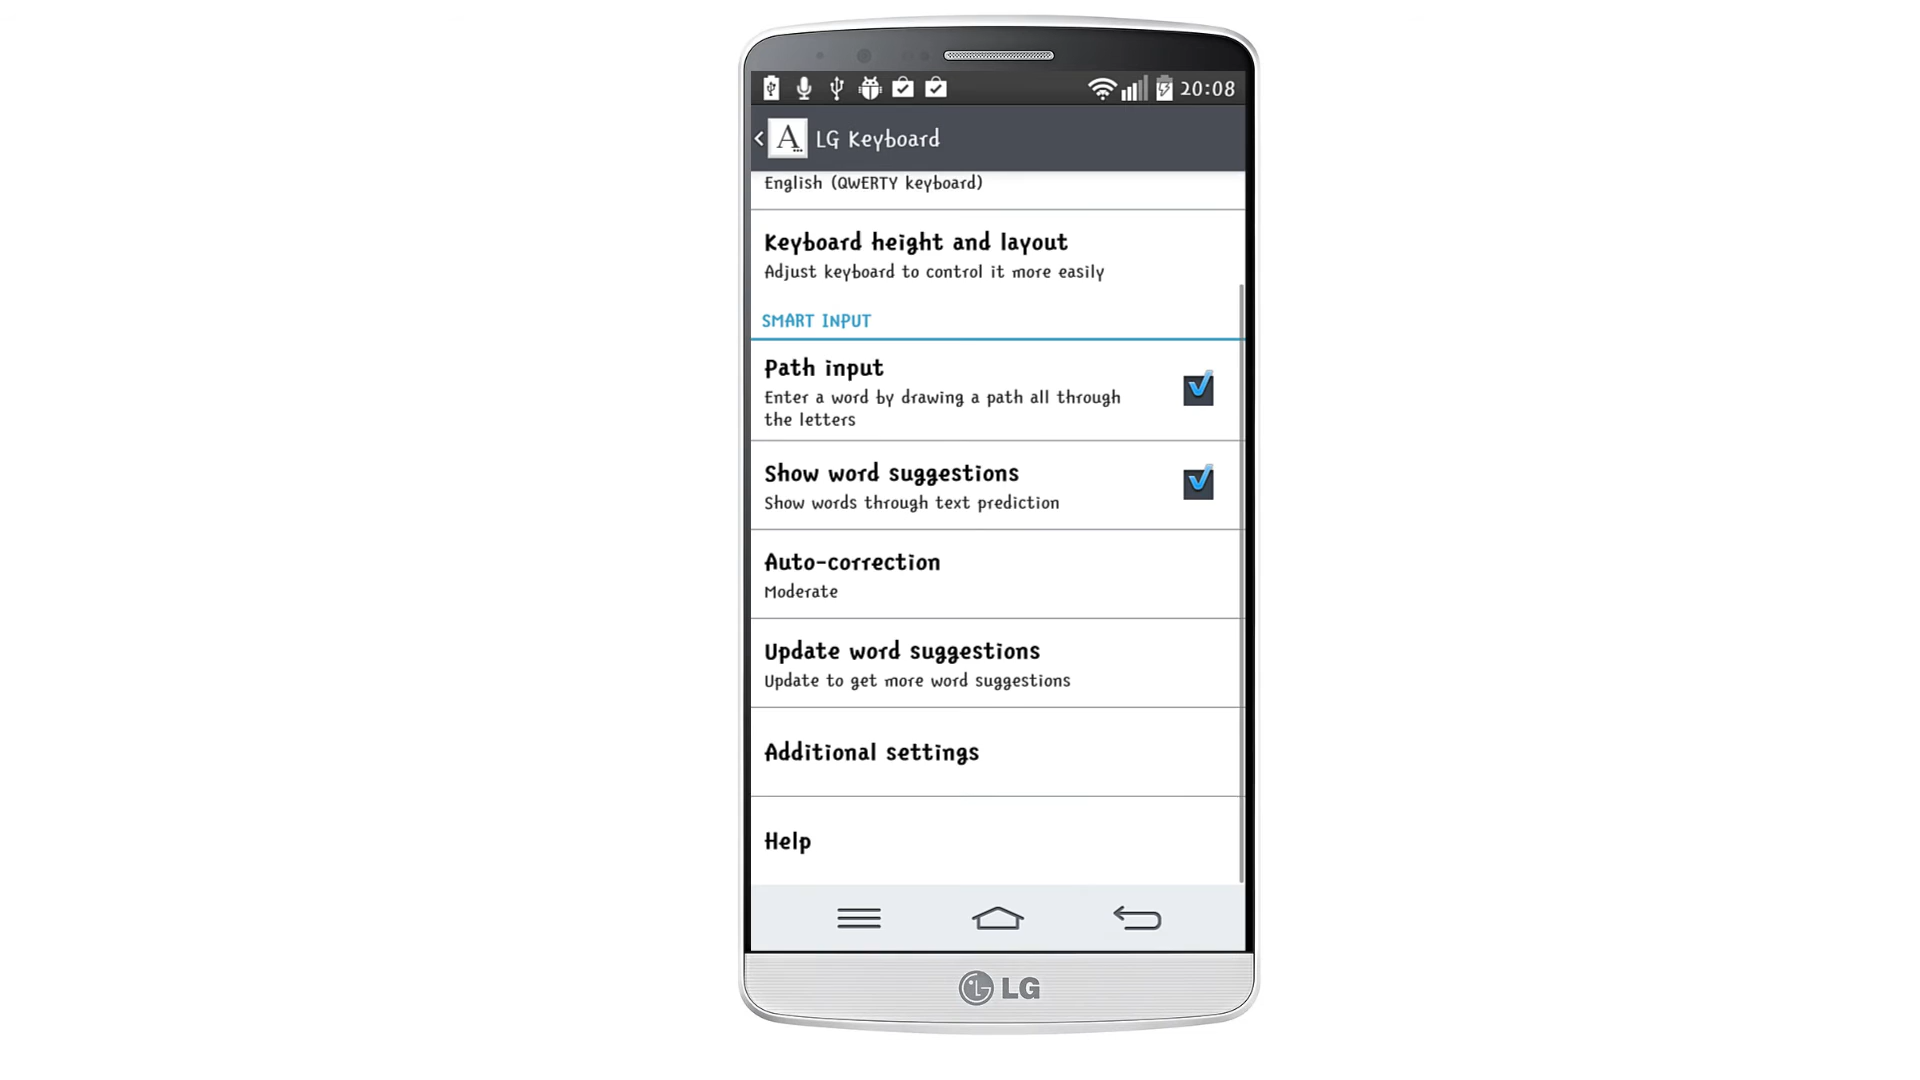 20:08
A... LG Keyboard
English (QWERTY keyboard)
Keyboard height and layout
Adjust keyboard to control it more easily
SMART INPUT
Path input
Enter a word by drawing a path all through
the letters
Show word suggestions
Show words through text prediction
Auto-correction
Moderate
Update word suggestions
Update to get more word suggestions
Additional settings
Help
LG